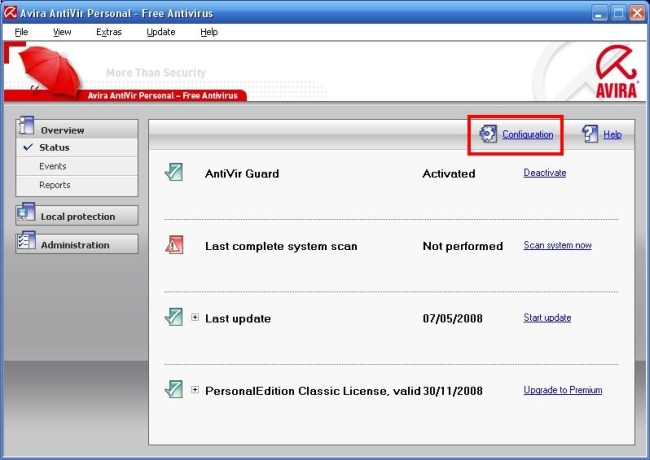 Avira AntiVir Personal - Free Antivirus
File View Extras Update Help
More Than Security
Avira AntiVir Personal – Free Antivirus
AVIRA
Overview
Status
Events
Reports
Local protection
Administration
Configuration Help
AntiVir Guard Activated Deactivate
Last complete system scan Not performed Scan system now
Last update 07/05/2008 Start update
PersonalEdition Classic License, valid 30/11/2008 Upgrade to Premium